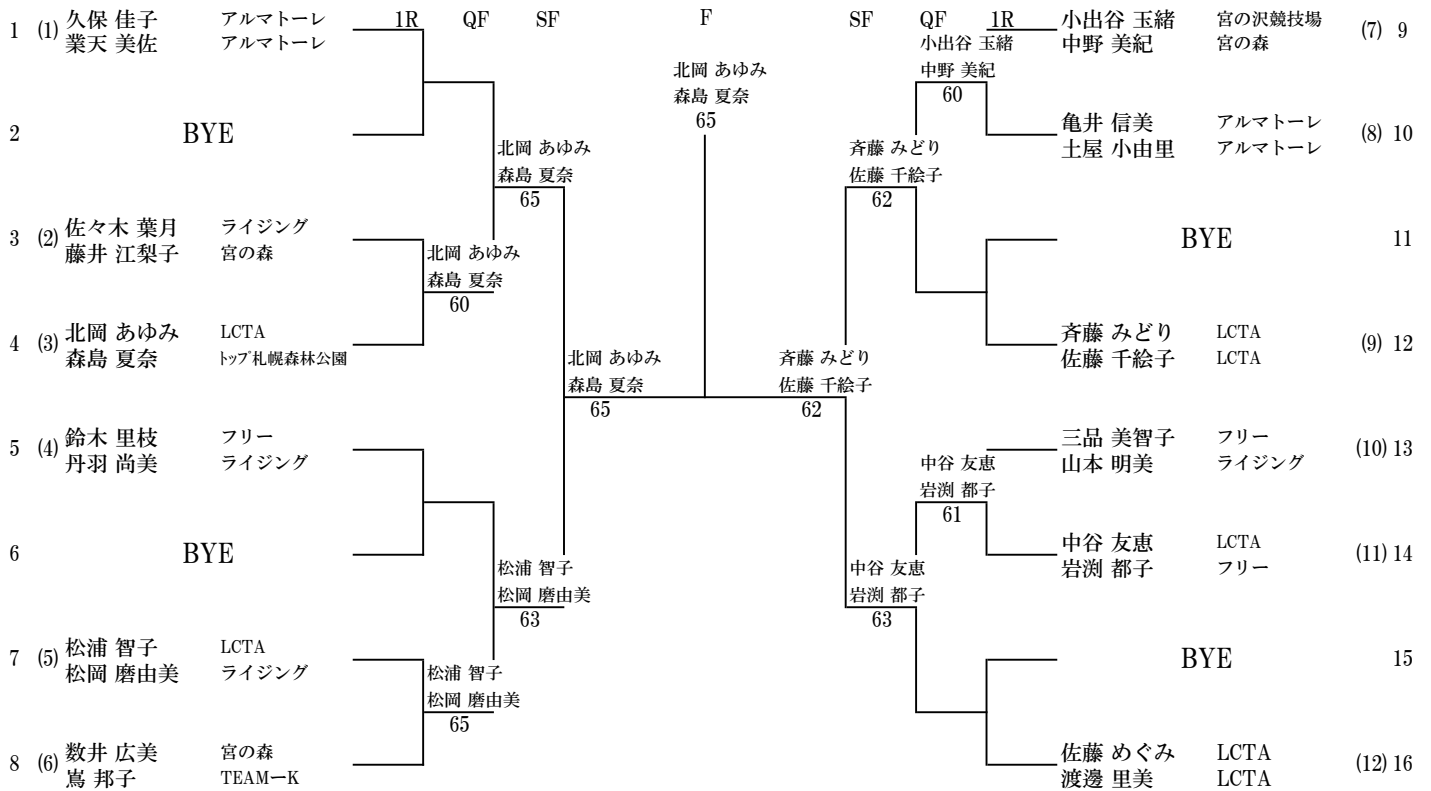 1R QF SF F SF QF 1R
1 (1) 久保 佳子 アルマトーレ
業天 美佐 アルマトーレ
2 BYE
3 (2) 佐々木 葉月 ライジング
藤井 江梨子 宮の森
4 (3) 北岡 あゆみ LCTA
森島 夏奈 トップ札幌森林公園
5 (4) 鈴木 里枝 フリー
丹羽 尚美 ライジング
6 BYE
7 (5) 松浦 智子 LCTA
松岡 磨由美 ライジング
8 (6) 数井 広美 宮の森
嶌 邦子 TEAMーK
北岡 あゆみ
森島 夏奈
60
松浦 智子
松岡 磨由美
65
北岡 あゆみ
森島 夏奈
65
松浦 智子
松岡 磨由美
63
北岡 あゆみ
森島 夏奈
65
北岡 あゆみ
森島 夏奈
65
斉藤 みどり
佐藤 千絵子
62
斉藤 みどり
佐藤 千絵子
62
中谷 友恵
岩渕 都子
63
小出谷 玉緒
中野 美紀
60
中谷 友恵
岩渕 都子
61
小出谷 玉緒 宮の沢競技場 (7) 9
中野 美紀 宮の森
亀井 信美 アルマトーレ (8) 10
土屋 小由里 アルマトーレ
BYE 11
斉藤 みどり LCTA (9) 12
佐藤 千絵子 LCTA
三品 美智子 フリー (10) 13
山本 明美 ライジング
中谷 友恵 LCTA (11) 14
岩渕 都子 フリー
BYE 15
佐藤 めぐみ LCTA (12) 16
渡邊 里美 LCTA